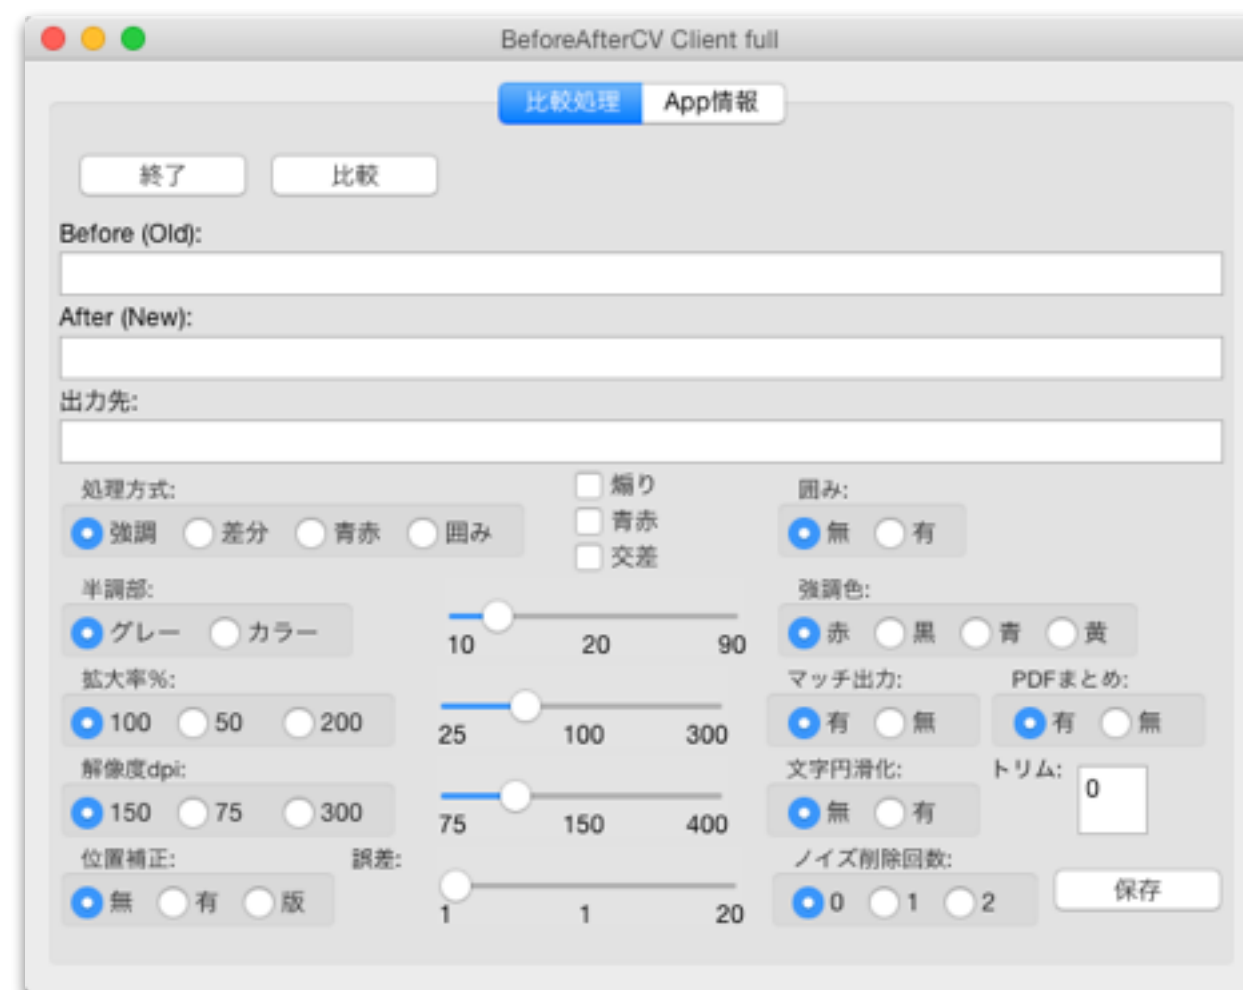 BeforeAfterCV Client full
比較処理 App情報
終了 比較
Before (Old):
After (New):
出力先:
処理方式: 煽り 囲み:
強調 差分 青赤 囲み 青赤 無 有
交差
半調部: 強調色:
グレー カラー 10 20 90 赤 黒 青 黄
拡大率%: マッチ出力: PDFまとめ:
100 50 200 25 100 300 有 無 有 無
解像度dpi: 文字円滑化: トリム: 0
150 75 300 75 150 400 無 有
位置補正: 誤差: ノイズ削除回数:
無 有 版 1 1 20 0 1 2 保存